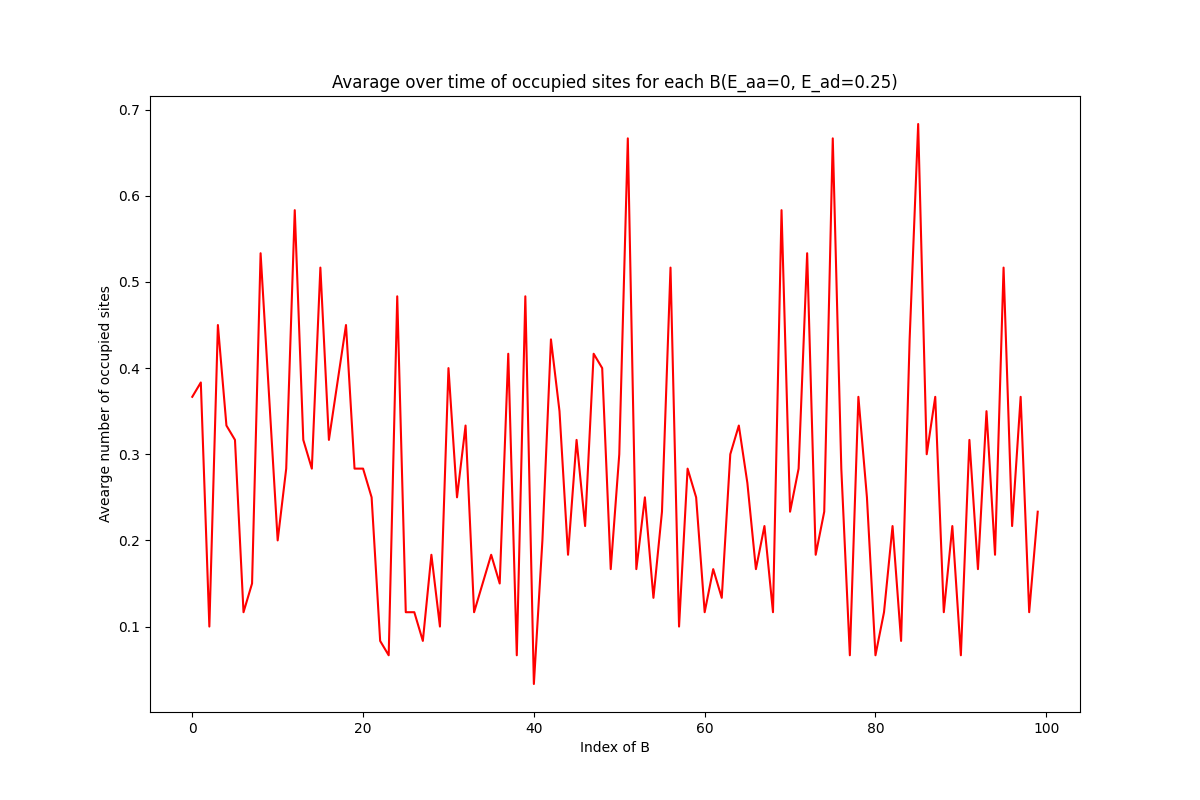 Avarage over time of occupied sites for each B(E_aa=0, E_ad=0.25)
Avearge number of occupied sites
0.7
0.6
0.5
0.4
0.3
0.2
0.1
0 20 40 60 80 100
Index of B